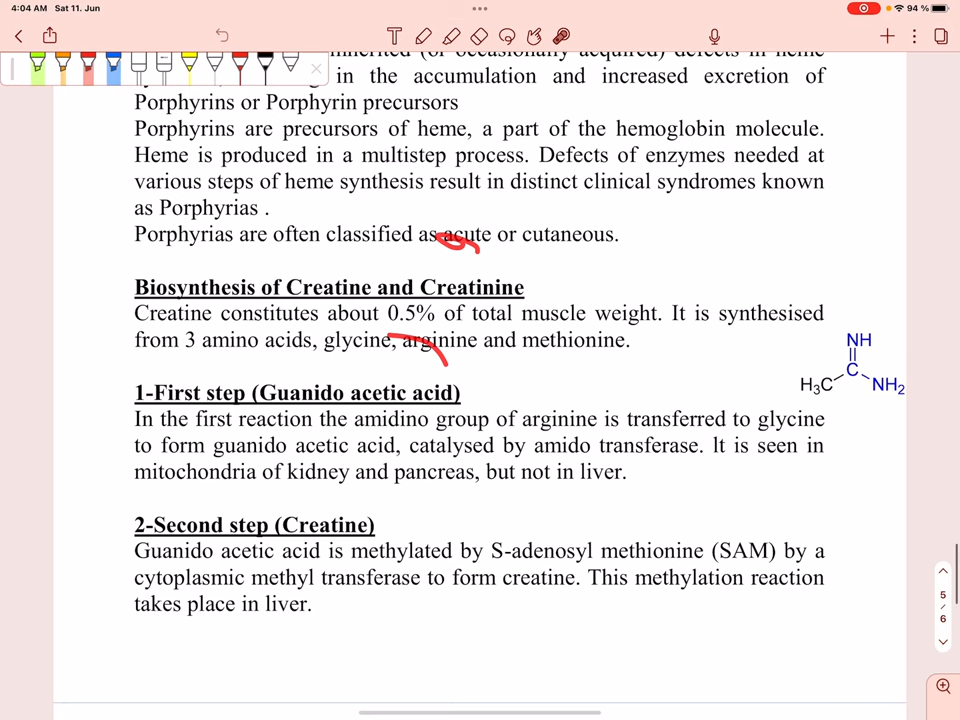 4:04 AM Sat 11. Jun
94 %
inherited (or occasionally acquired) defects in heme
in the accumulation and increased excretion of
Porphyrins or Porphyrin precursors
Porphyrins are precursors of heme, a part of the hemoglobin molecule.
Heme is produced in a multistep process. Defects of enzymes needed at
various steps of heme synthesis result in distinct clinical syndromes known
as Porphyrias .
Porphyrias are often classified as acute or cutaneous.
Biosynthesis of Creatine and Creatinine
Creatine constitutes about 0.5% of total muscle weight. It is synthesised
from 3 amino acids, glycine, arginine and methionine.
NH
C
H3C
NH2
1-First step (Guanido acetic acid)
In the first reaction the amidino group of arginine is transferred to glycine
to form guanido acetic acid, catalysed by amido transferase. It is seen in
mitochondria of kidney and pancreas, but not in liver.
2-Second step (Creatine)
Guanido acetic acid is methylated by S-adenosyl methionine (SAM) by a
cytoplasmic methyl transferase to form creatine. This methylation reaction
takes place in liver.
5
/
6